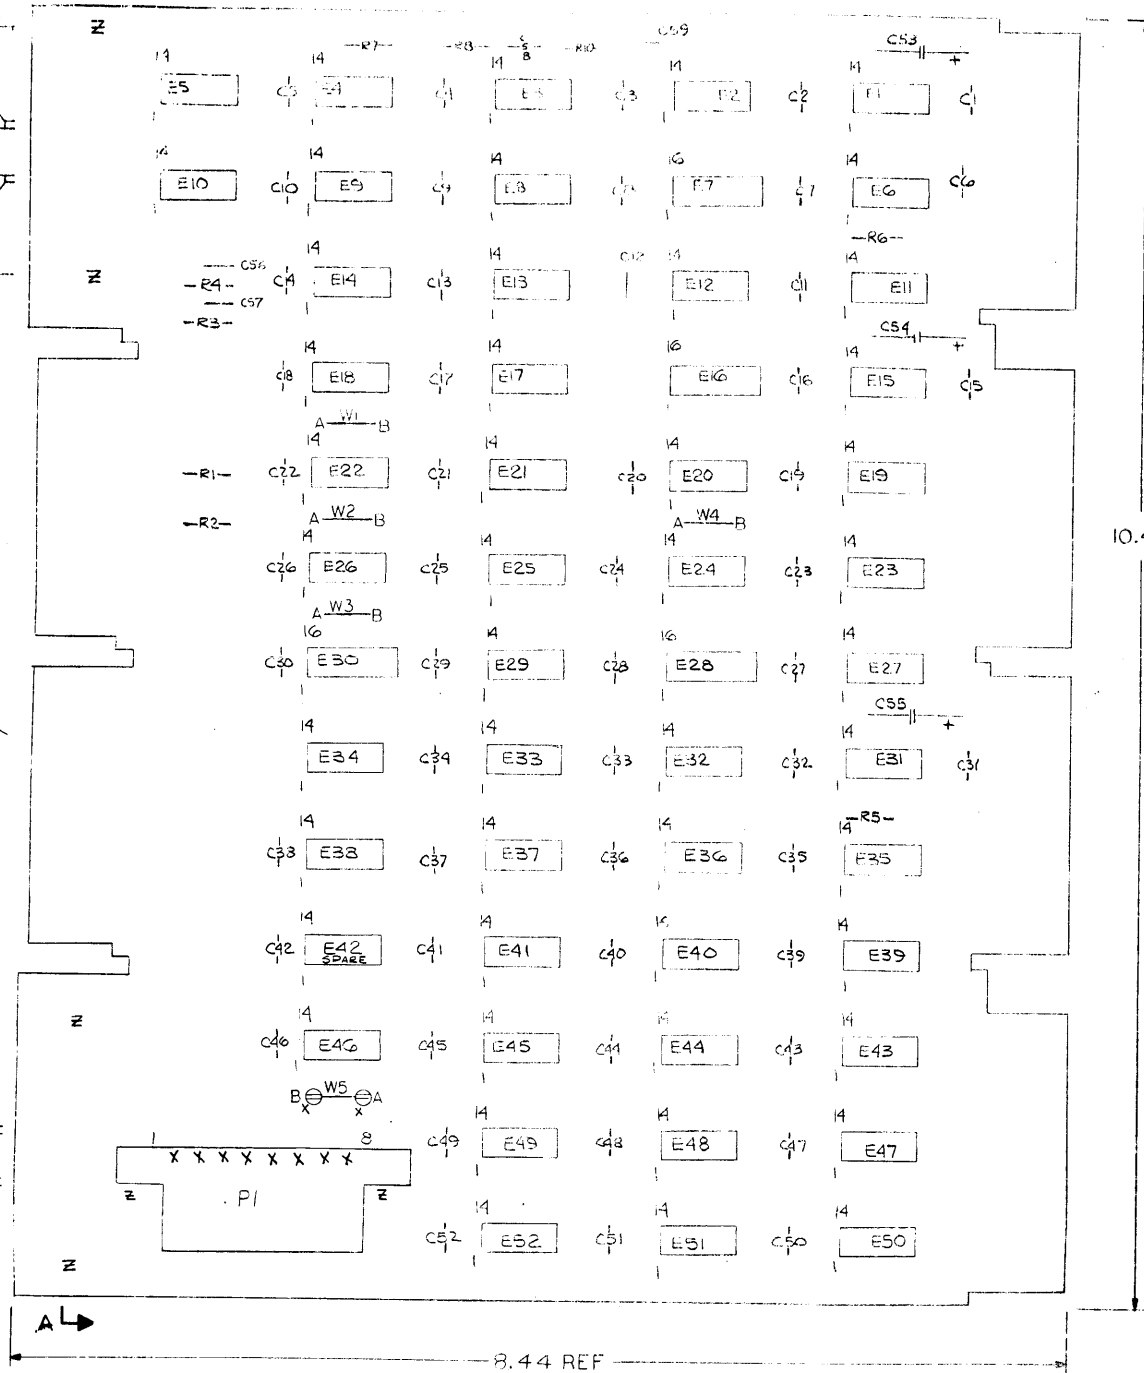 Z
R7 R8 C58 R10 C59 C53 +
14 14 14 14 14
E5 C5 E4 C4 E3 C3 E2 C2 E1 C1
14 14 14 16 14
E10 C10 E9 C9 E8 E7 C7 E6 C6
R6
14 14 C12 14 14
Z C56
R4 C14 E14 C13 E13 E12 C11 E11
C57
R3 C54 +
14 14 16 14
C18 E18 C17 E17 E16 C16 E15 C15
A W1 B
14 14 14 14
R1 C22 E22 C21 E21 C20 E20 C19 E19
R2 A W2 B A W4 B
14 14 14 14
C26 E26 C25 E25 C24 E24 C23 E23
10.4
A W3 B
16 14 16 14
C30 E30 C29 E29 C28 E28 C27 E27
C55 +
14 14 14 14
E34 C34 E33 C33 E32 C32 E31 C31
R5
14 14 14 14
C38 E38 C37 E37 C36 E36 C35 E35
14 14 16 14
C42 E42 C41 E41 C40 E40 C39 E39
SPARE
Z
14 14 14 14
C46 E46 C45 E45 C44 E44 C43 E43
B W5 A
X X
14 14 14
1 8 C49 E49 C48 E48 C47 E47
X X X X X X X X
Z P1 Z
14 14 14
C52 E52 C51 E51 C50 E50
Z
A
8.44 REF